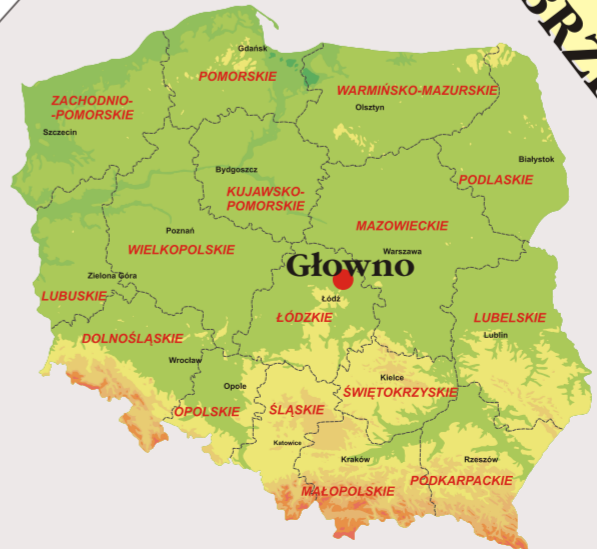 BRZ
Gdańsk
POMORSKIE
WARMIŃSKO-MAZURSKIE
ZACHODNIO-
-POMORSKIE
Olsztyn
Szczecin
Białystok
Bydgoszcz
PODLASKIE
KUJAWSKO-
POMORSKIE
MAZOWIECKIE
Poznań
WIELKOPOLSKIE
Warszawa
Głowno
Zielona Góra
LUBUSKIE
Łódź
ŁÓDZKIE
LUBELSKIE
Lublin
DOLNOŚLĄSKIE
Wrocław
Kielce
Opole
ŚWIĘTOKRZYSKIE
OPOLSKIE
ŚLĄSKIE
Katowice
Kraków
Rzeszów
PODKARPACKIE
MAŁOPOLSKIE